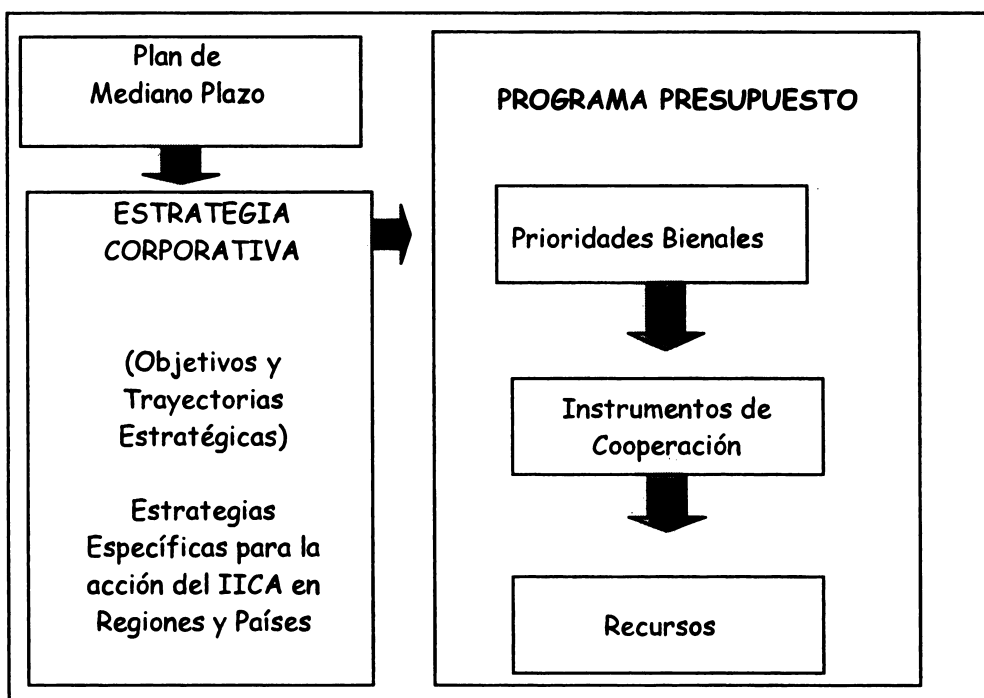 Plan de
Mediano Plazo
ESTRATEGIA
CORPORATIVA
(Objetivos y
Trayectorias
Estratégicas)
Estrategias
Específicas para la
acción del IICA en
Regiones y Países
PROGRAMA PRESUPUESTO
Prioridades Bienales
Instrumentos de
Cooperación
Recursos